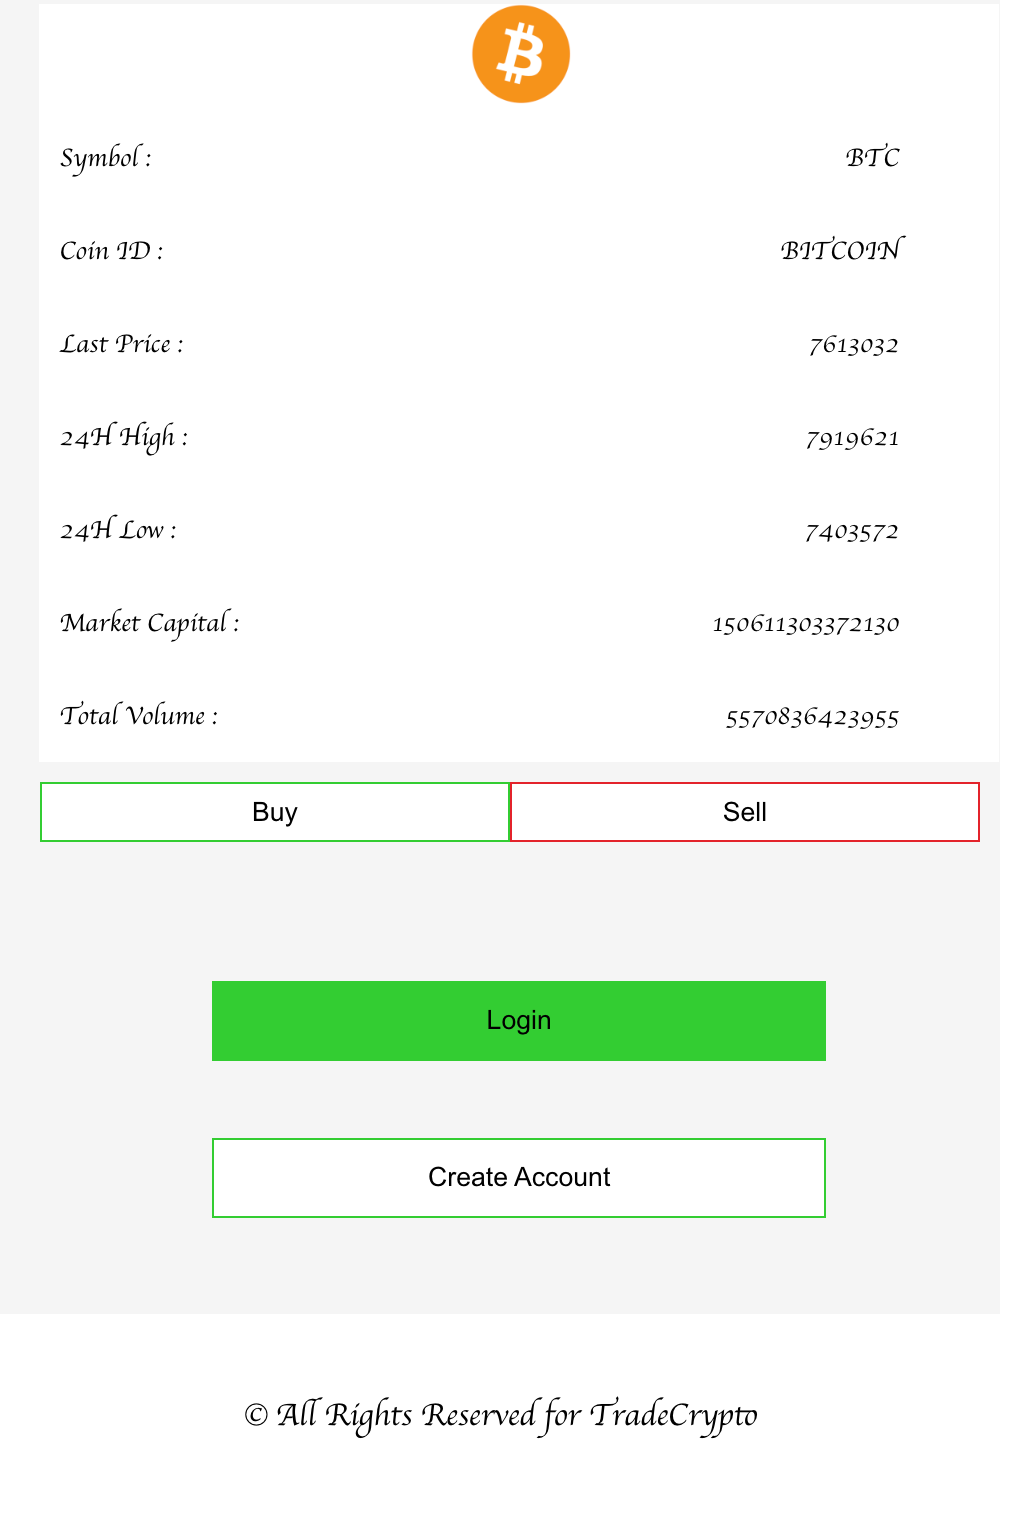 Symbol : BTC
Coin ID : BITCOIN
Last Price : 7613032
24H High : 7919621
24H Low : 7403572
Market Capital : 150611303372130
Total Volume : 5570836423955
Buy Sell
Login
Create Account
© All Rights Reserved for TradeCrypto